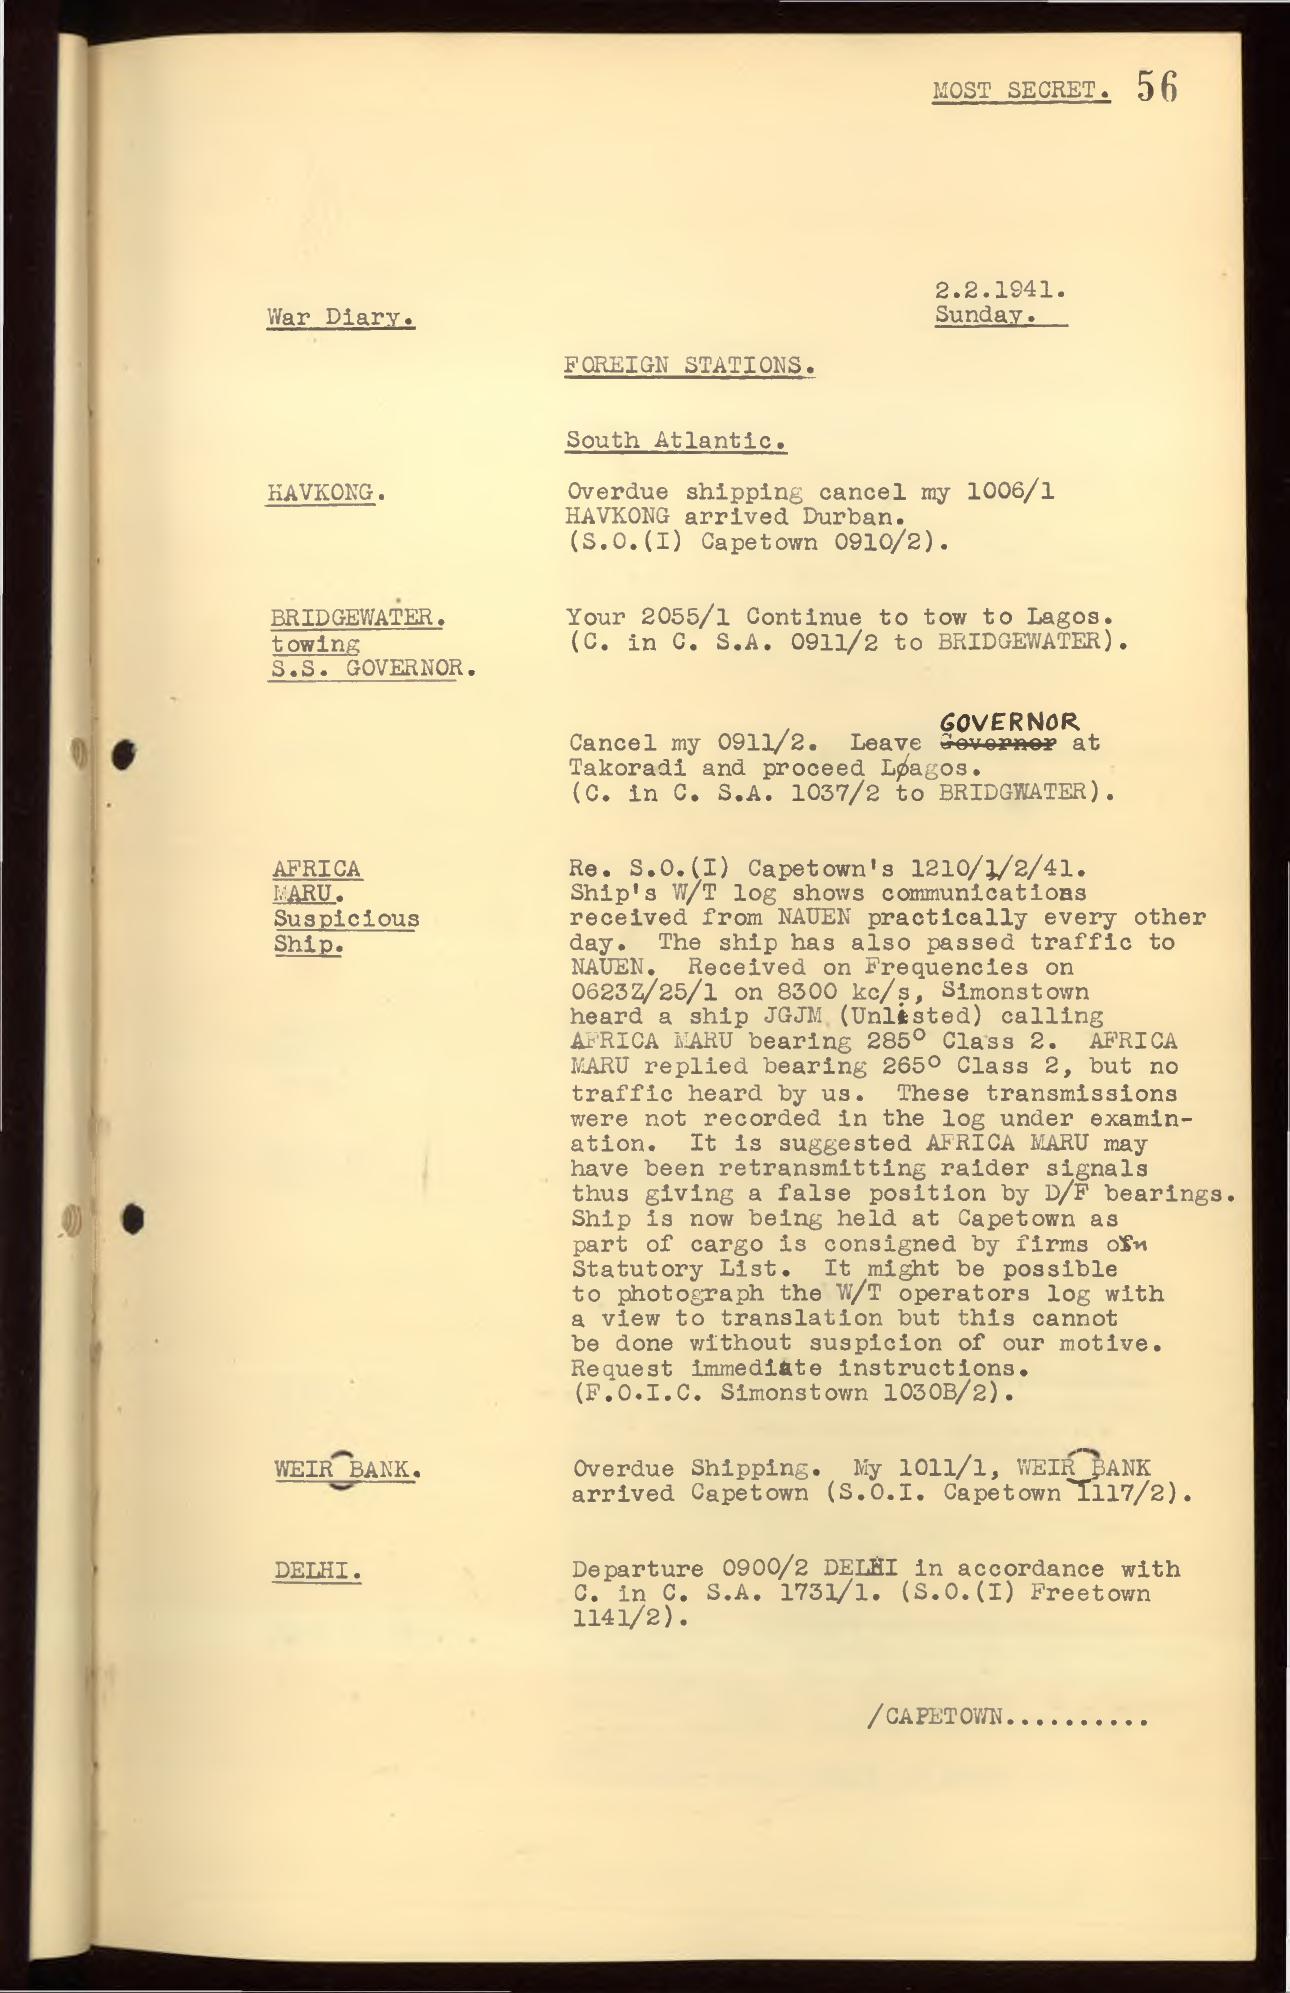 MOST SECRET. 56
2.2.1941.
War Diary. Sunday.
FOREIGN STATIONS.
South Atlantic.
HAVKONG. Overdue shipping cancel my 1006/1
HAVKONG arrived Durban.
(S.O.(I) Capetown 0910/2).
BRIDGEWATER. Your 2055/1 Continue to tow to Lagos.
towing (C. in C. S.A. 0911/2 to BRIDGEWATER).
S.S. GOVERNOR.
GOVERNOR
Cancel my 0911/2. Leave Governor at
Takoradi and proceed Loagos.
(C. in C. S.A. 1037/2 to BRIDGWATER).
AFRICA Re. S.O.(I) Capetown's 1210/1/2/41.
MARU. Ship's W/T log shows communications
Suspicious received from NAUEN practically every other
Ship. day. The ship has also passed traffic to
NAUEN. Received on Frequencies on
0623Z/25/1 on 8300 kc/s, Simonstown
heard a ship JGJM (Unlisted) calling
AFRICA MARU bearing 285° Class 2. AFRICA
MARU replied bearing 265° Class 2, but no
traffic heard by us. These transmissions
were not recorded in the log under examin-
ation. It is suggested AFRICA MARU may
have been retransmitting raider signals
thus giving a false position by D/F bearings.
Ship is now being held at Capetown as
part of cargo is consigned by firms on
Statutory List. It might be possible
to photograph the W/T operators log with
a view to translation but this cannot
be done without suspicion of our motive.
Request immediate instructions.
(F.O.I.C. Simonstown 1030B/2).
WEIR BANK. Overdue Shipping. My 1011/1, WEIR BANK
arrived Capetown (S.O.I. Capetown 1117/2).
DELHI. Departure 0900/2 DELHI in accordance with
C. in C. S.A. 1731/1. (S.O.(I) Freetown
1141/2).
/CAPETOWN..........